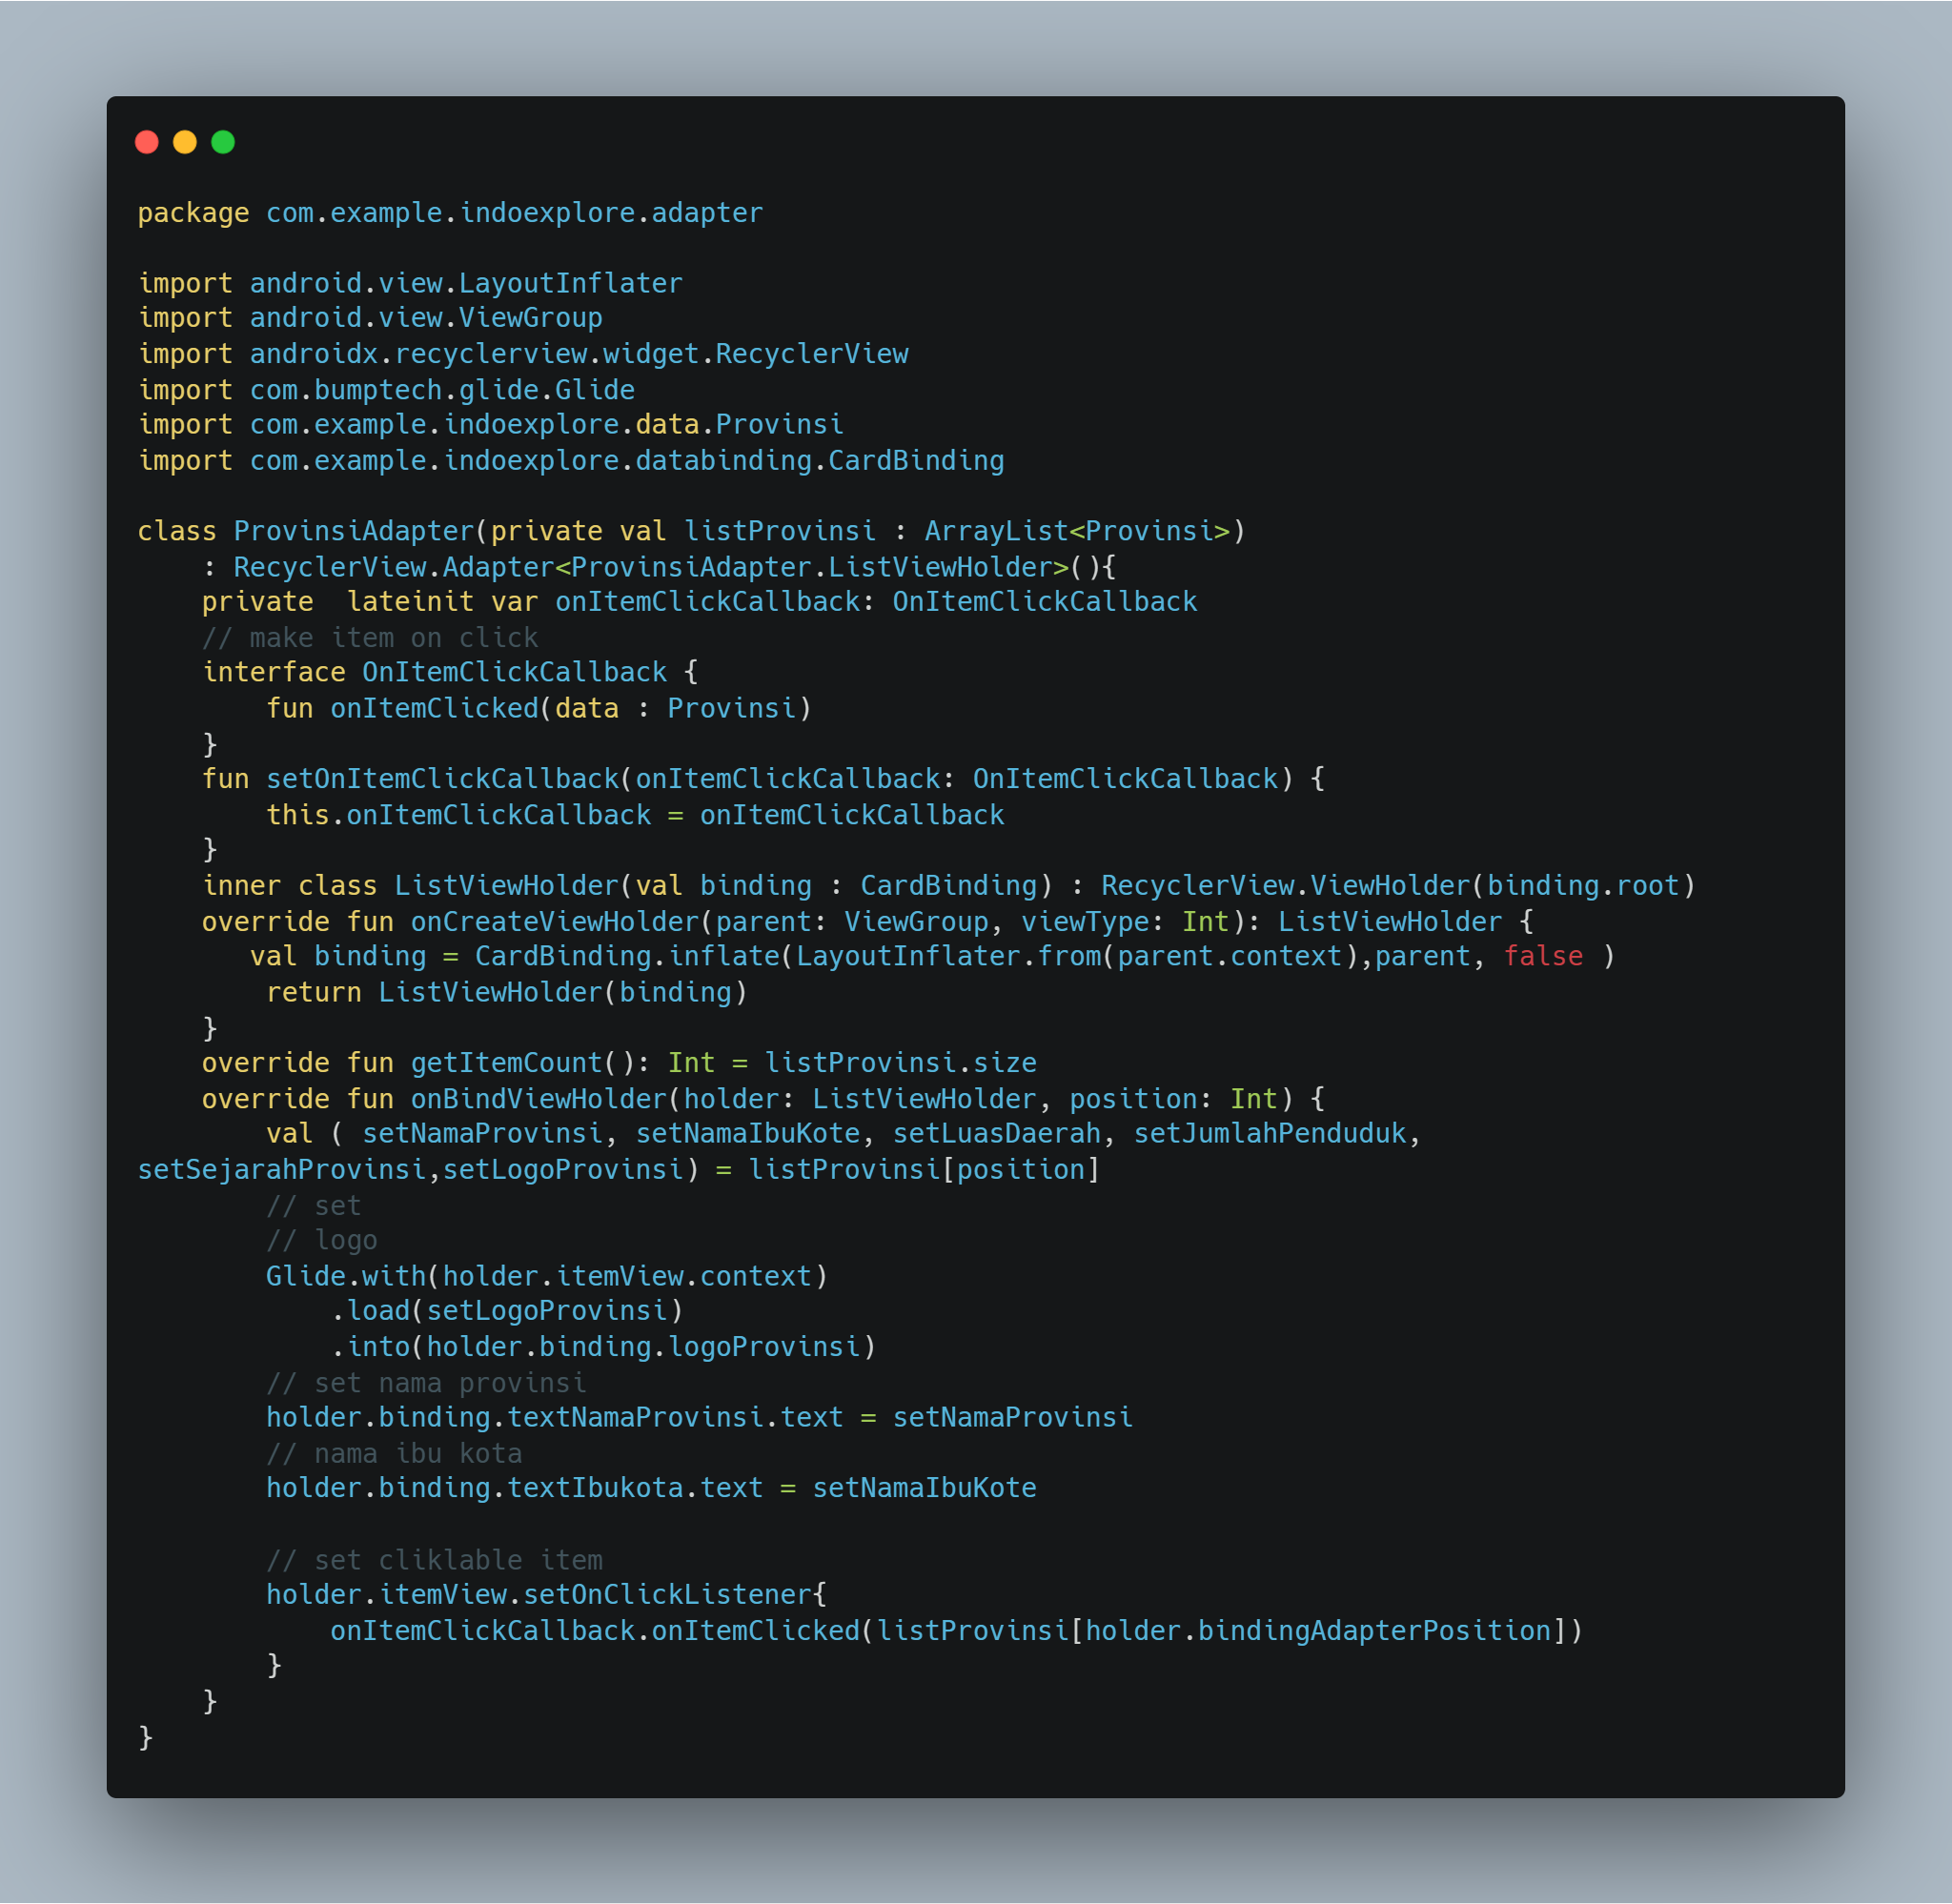 package com.example.indoexplore.adapter

import android.view.LayoutInflater
import android.view.ViewGroup
import androidx.recyclerview.widget.RecyclerView
import com.bumptech.glide.Glide
import com.example.indoexplore.data.Provinsi
import com.example.indoexplore.databinding.CardBinding

class ProvinsiAdapter(private val listProvinsi : ArrayList<Provinsi>)
    : RecyclerView.Adapter<ProvinsiAdapter.ListViewHolder>(){
    private  lateinit var onItemClickCallback: OnItemClickCallback
    // make item on click
    interface OnItemClickCallback {
        fun onItemClicked(data : Provinsi)
    }
    fun setOnItemClickCallback(onItemClickCallback: OnItemClickCallback) {
        this.onItemClickCallback = onItemClickCallback
    }
    inner class ListViewHolder(val binding : CardBinding) : RecyclerView.ViewHolder(binding.root)
    override fun onCreateViewHolder(parent: ViewGroup, viewType: Int): ListViewHolder {
       val binding = CardBinding.inflate(LayoutInflater.from(parent.context),parent, false )
        return ListViewHolder(binding)
    }
    override fun getItemCount(): Int = listProvinsi.size
    override fun onBindViewHolder(holder: ListViewHolder, position: Int) {
        val ( setNamaProvinsi, setNamaIbuKote, setLuasDaerah, setJumlahPenduduk,
setSejarahProvinsi,setLogoProvinsi) = listProvinsi[position]
        // set
        // logo
        Glide.with(holder.itemView.context)
            .load(setLogoProvinsi)
            .into(holder.binding.logoProvinsi)
        // set nama provinsi
        holder.binding.textNamaProvinsi.text = setNamaProvinsi
        // nama ibu kota
        holder.binding.textIbukota.text = setNamaIbuKote

        // set cliklable item
        holder.itemView.setOnClickListener{
            onItemClickCallback.onItemClicked(listProvinsi[holder.bindingAdapterPosition])
        }
    }
}